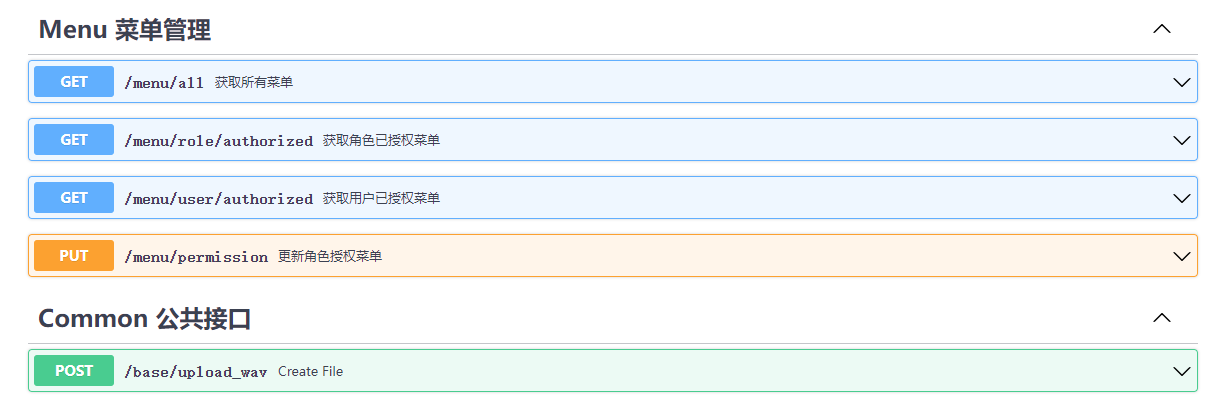 Menu 菜单管理
GET /menu/all 获取所有菜单
GET /menu/role/authorized 获取角色已授权菜单
GET /menu/user/authorized 获取用户已授权菜单
PUT /menu/permission 更新角色授权菜单
Common 公共接口
POST /base/upload_wav Create File